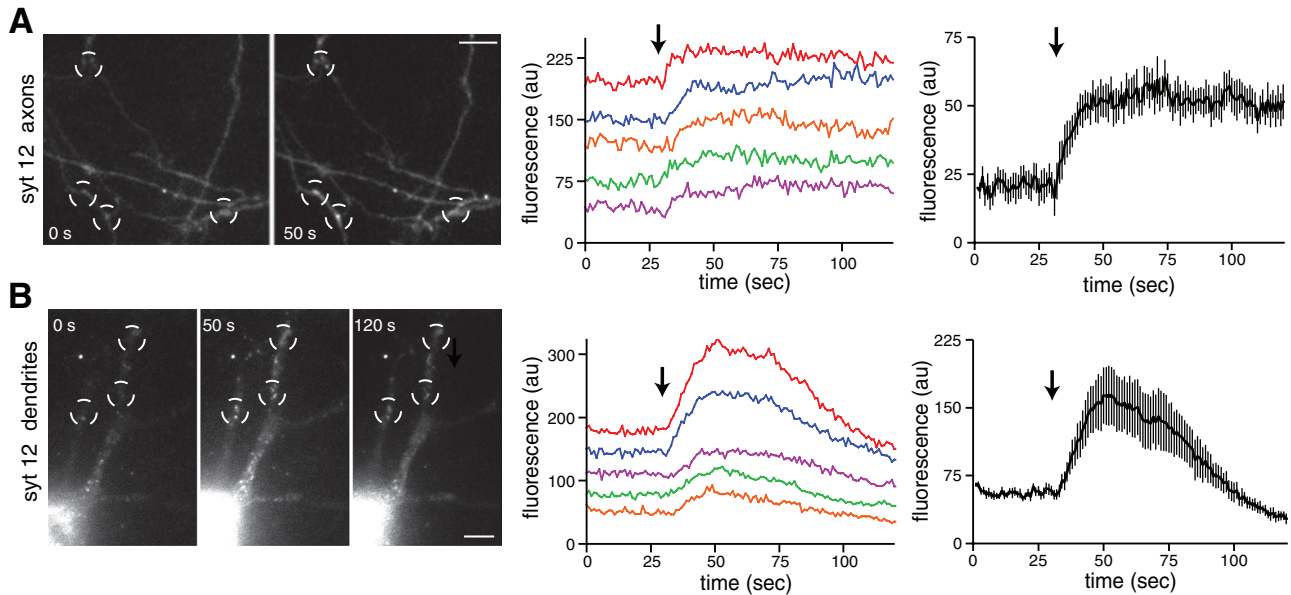 A
syt 12 axons
0 s
50 s
fluorescence (au)
225
150
75
0
0 25 50 75 100
time (sec)
fluorescence (au)
75
50
25
0
0 25 50 75 100
time (sec)
B
syt 12 dendrites
0 s
50 s
120 s
fluorescence (au)
300
200
100
0
0 25 50 75 100
time (sec)
fluorescence (au)
225
150
75
0
0 25 50 75 100
time (sec)